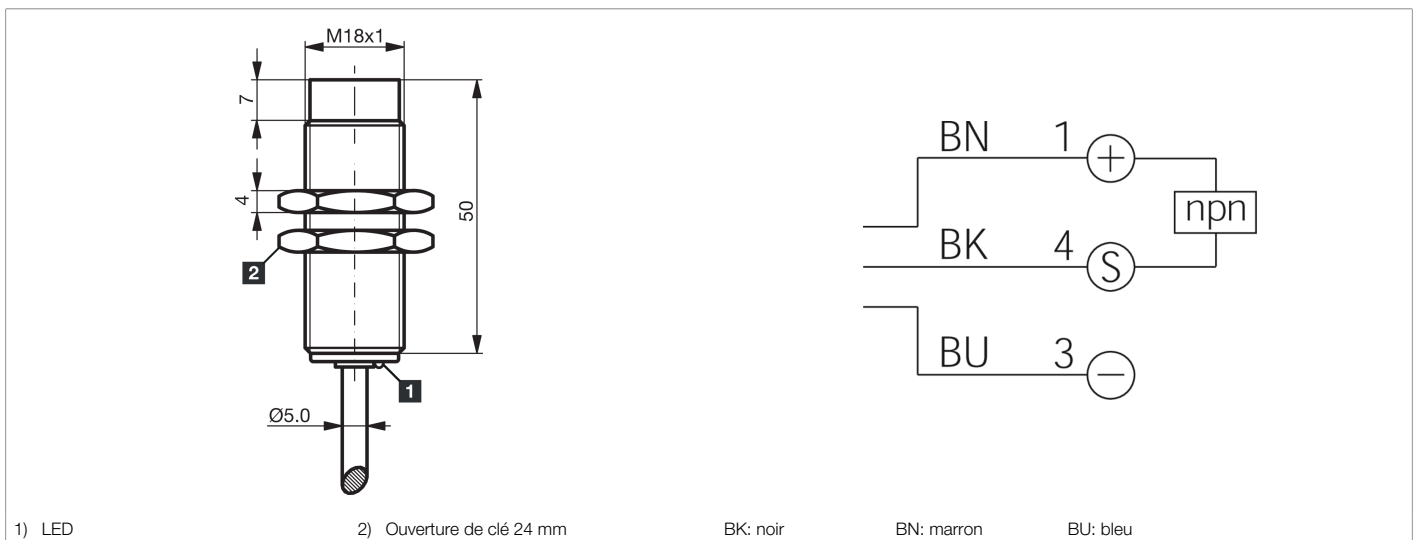 M18x1
7
4
50
2
1
Ø5.0
BN 1 +
npn
BK 4 S
BU 3 −
1) LED 2) Ouverture de clé 24 mm BK: noir BN: marron BU: bleu